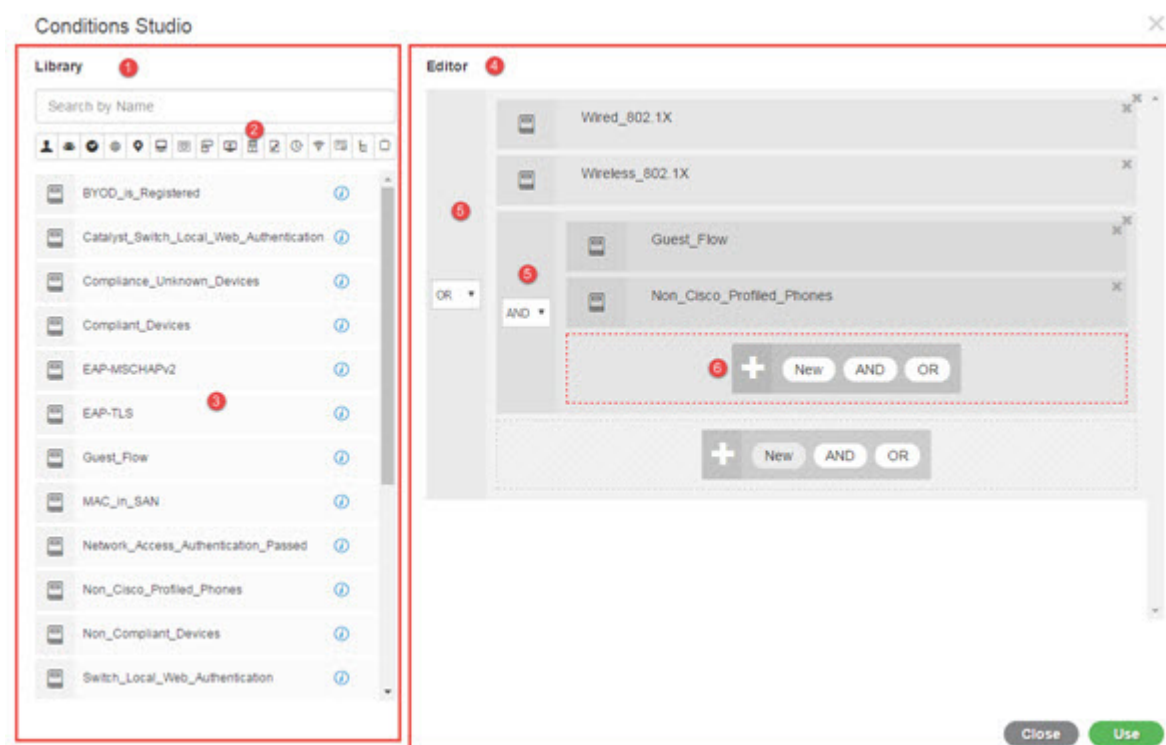 Conditions Studio
Library 1
Search by Name
2
BYOD_is_Registered
Catalyst_Switch_Local_Web_Authentication
Compliance_Unknown_Devices
Compliant_Devices
EAP-MSCHAPv2
3
EAP-TLS
Guest_Flow
MAC_in_SAN
Network_Access_Authentication_Passed
Non_Cisco_Profiled_Phones
Non_Compliant_Devices
Switch_Local_Web_Authentication
Editor 4
5
OR
Wired_802.1X
Wireless_802.1X
5
AND
Guest_Flow
Non_Cisco_Profiled_Phones
6 New AND OR
New AND OR
Close Use